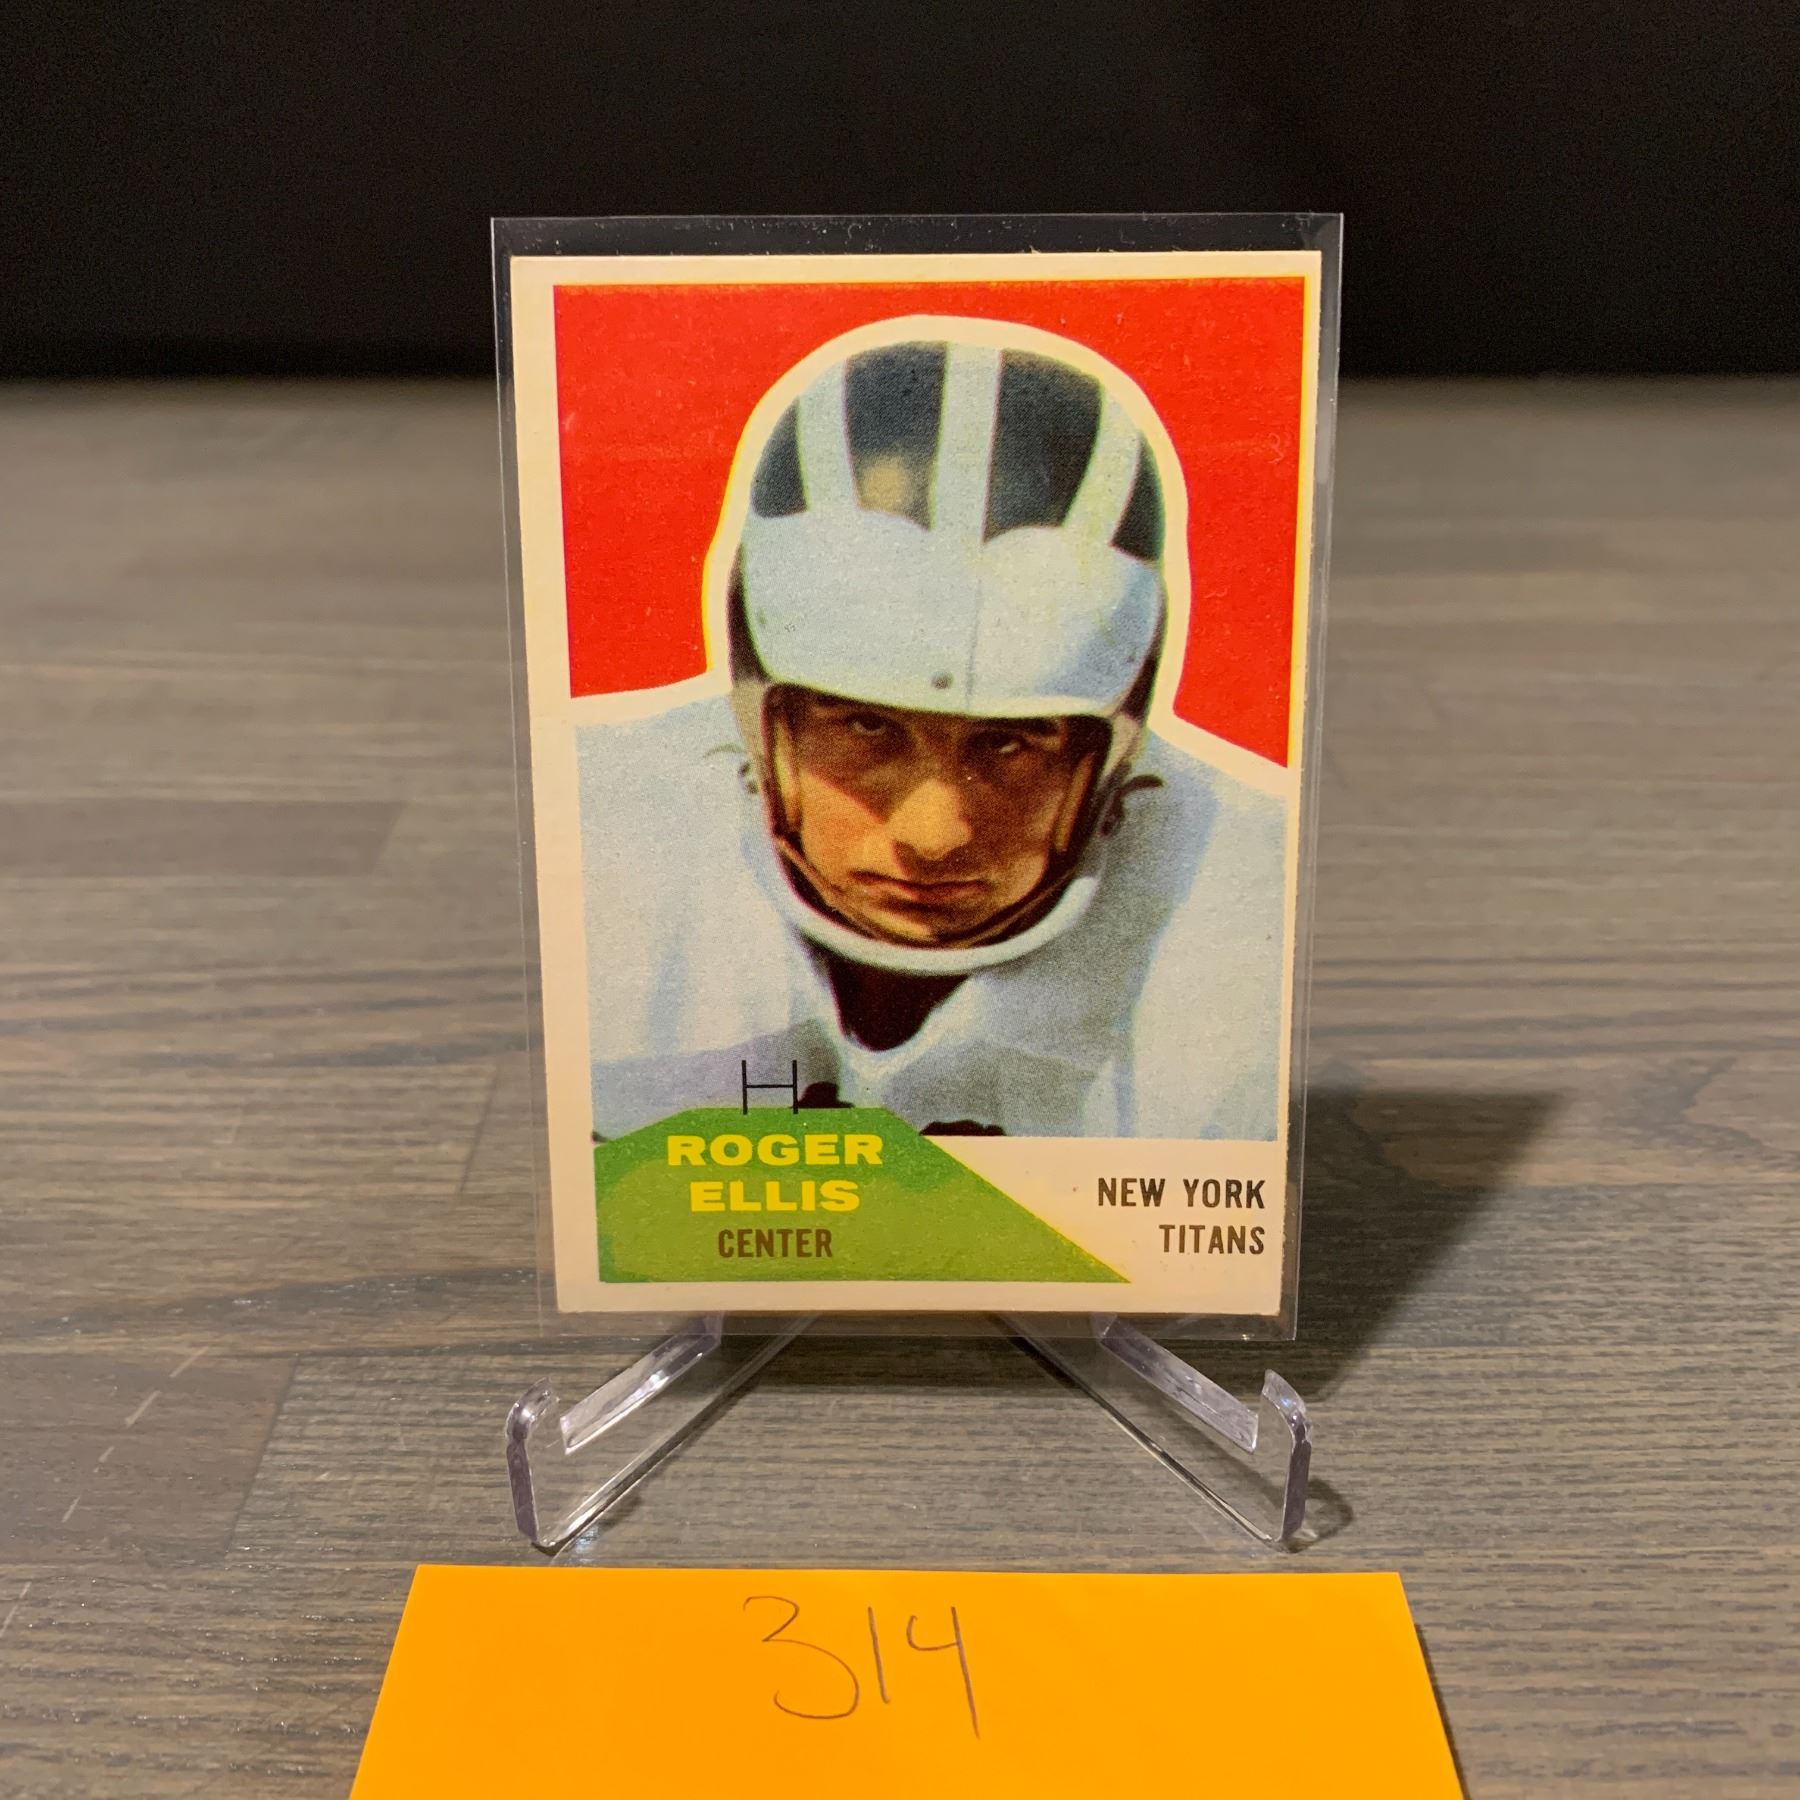 ROGER
ELLIS
CENTER
NEW YORK
TITANS
314